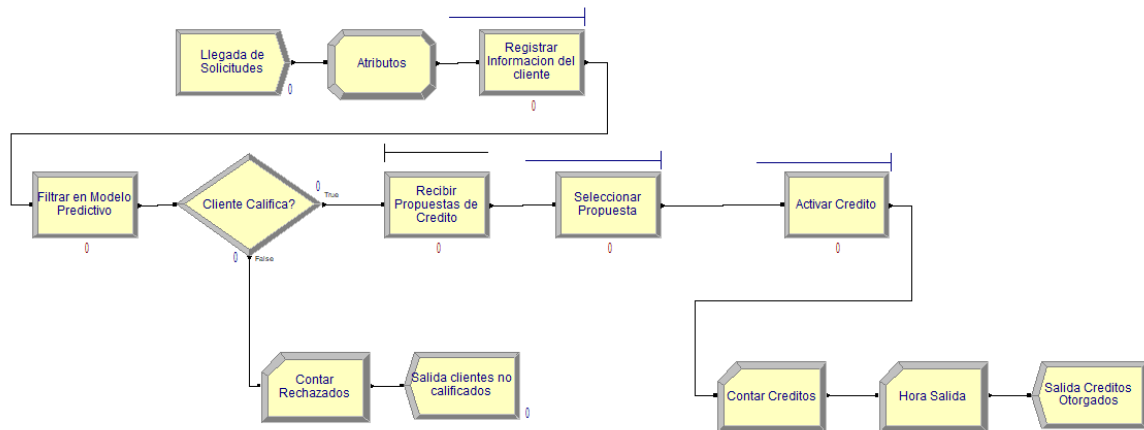 Llegada de
Solicitudes
0
Atributos
Registrar
Informacion del
cliente
0
Filtrar en Modelo
Predictivo
0
Cliente Califica?
0
True
0
False
Recibir
Propuestas de
Credito
0
Seleccionar
Propuesta
0
Activar Credito
0
Contar
Rechazados
Salida clientes no
calificados
0
Contar Creditos
Hora Salida
Salida Creditos
Otorgados